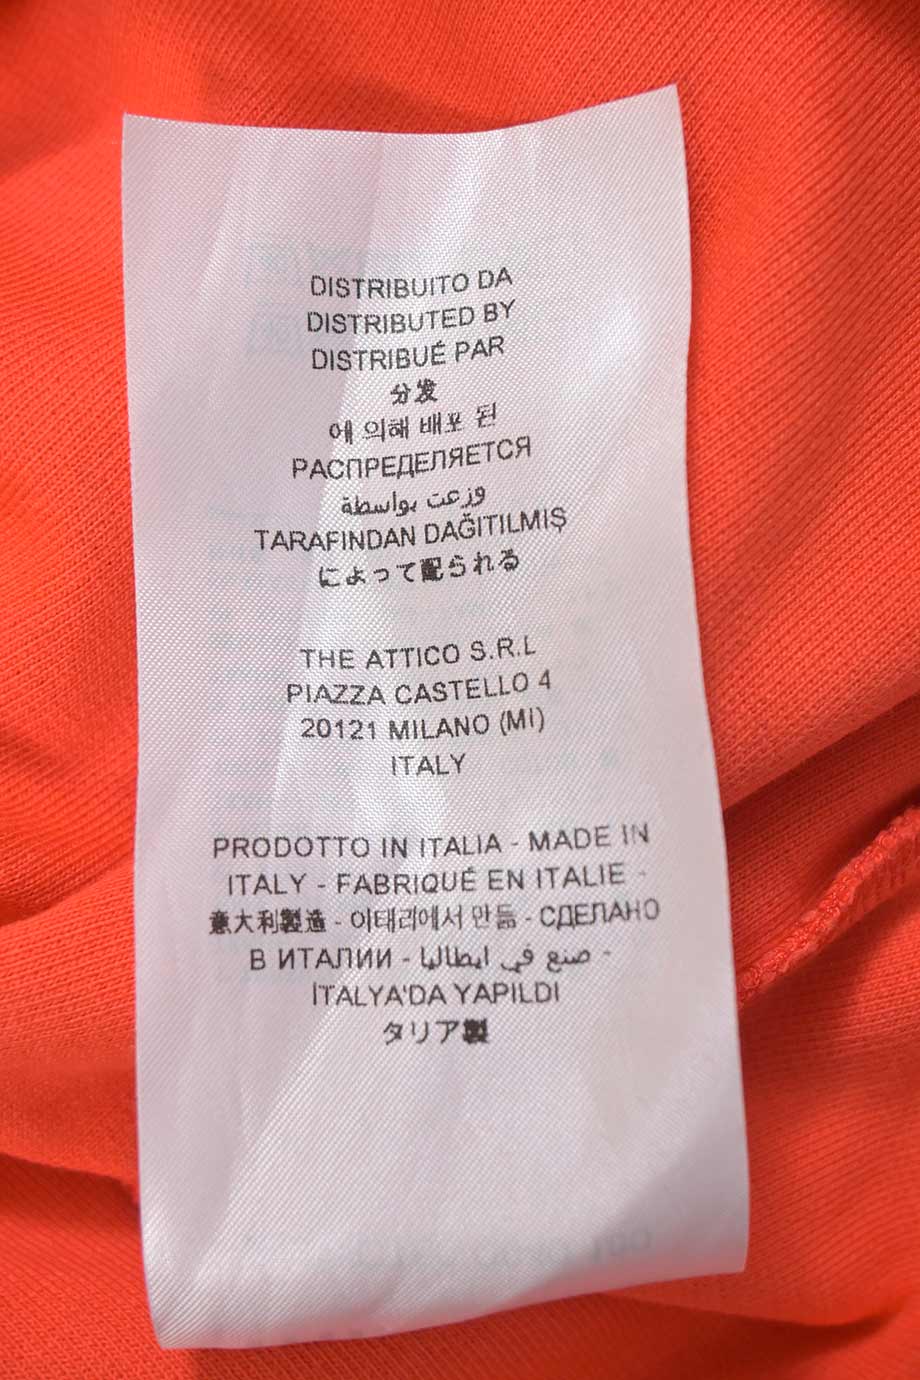 DISTRIBUITO DA
DISTRIBUTED BY
DISTRIBUÉ PAR
分发
에 의해 배포 된
РАСПРЕДЕЛЯЕТСЯ
وزعت بواسطة
TARAFINDAN DAĞITILMIŞ
によって配られる
THE ATTICO S.R.L
PIAZZA CASTELLO 4
20121 MILANO (MI)
ITALY
PRODOTTO IN ITALIA - MADE IN
ITALY - FABRIQUÉ EN ITALIE -
意大利製造 - 이태리에서 만듬 - СДЕЛАНО
В ИТАЛИИ - صنع في ايطاليا -
İTALYA'DA YAPILDI
タリア製